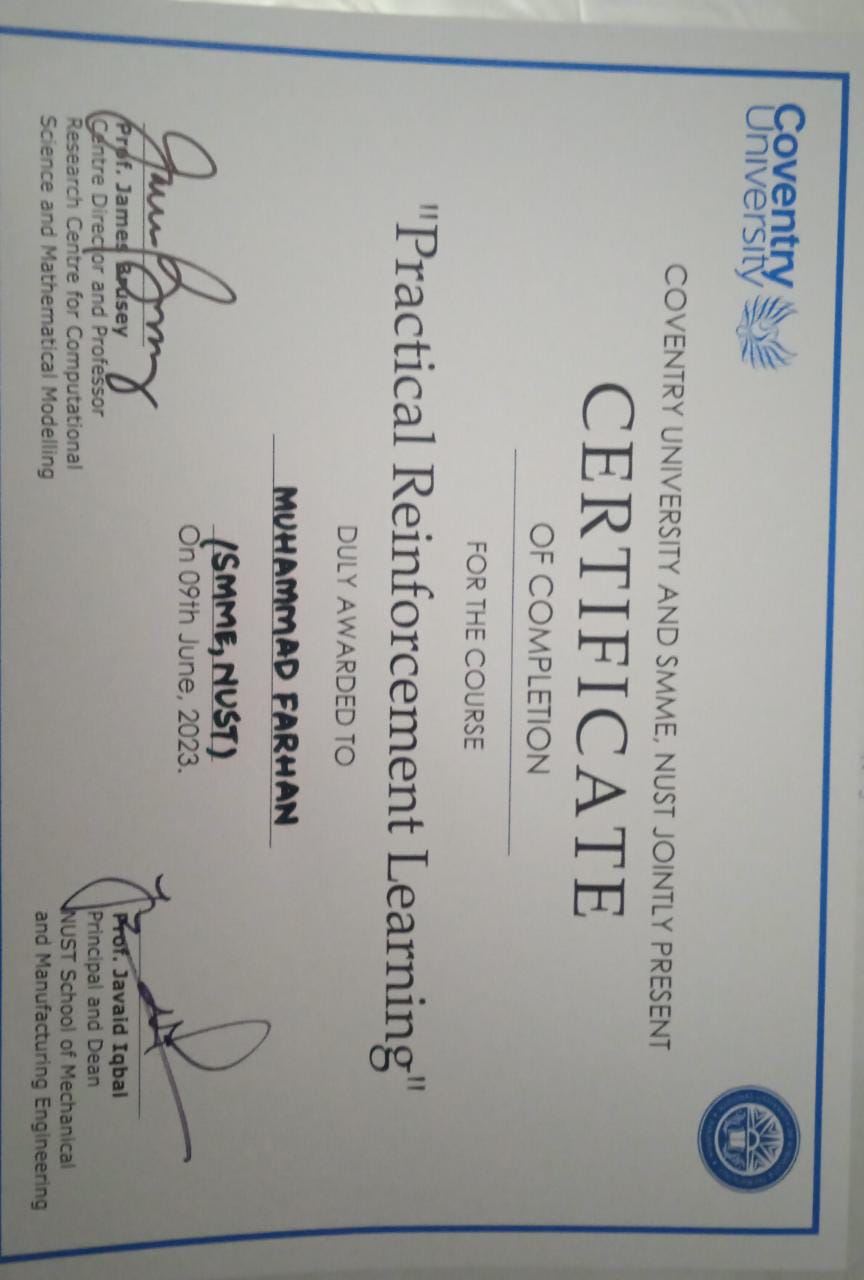 Coventry
University
COVENTRY UNIVERSITY AND SMME, NUST JOINTLY PRESENT
CERTIFICATE
OF COMPLETION
FOR THE COURSE
"Practical Reinforcement Learning"
DULY AWARDED TO
MUHAMMAD FARHAN
(SMME, NUST)
On 09th June, 2023.
Prof. James Brusey
Centre Director and Professor
Research Centre for Computational
Science and Mathematical Modelling
Prof. Javaid Iqbal
Principal and Dean
NUST School of Mechanical
and Manufacturing Engineering